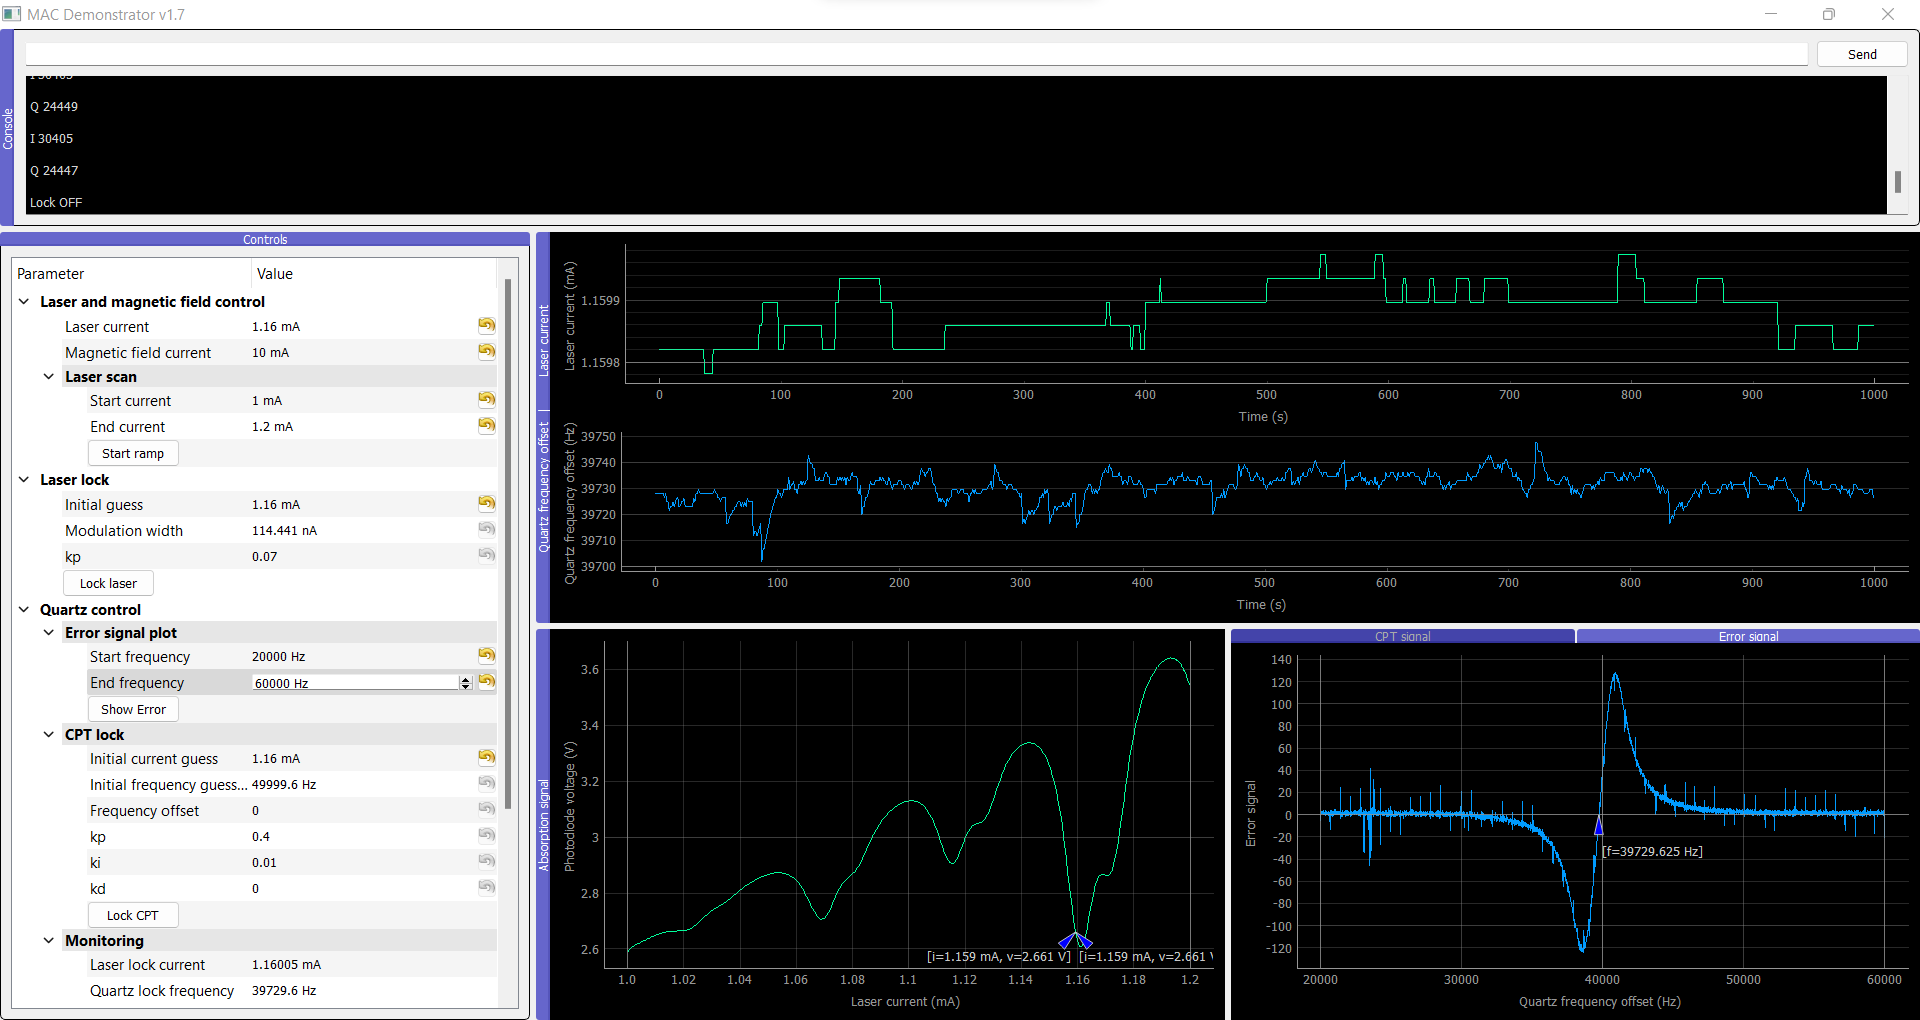 MAC Demonstrator v1.7
Send
Console
Q 24449
I 30405
Q 24447
Lock OFF
Controls
Parameter Value
Laser and magnetic field control
Laser current 1.16 mA
Magnetic field current 10 mA
Laser scan
Start current 1 mA
End current 1.2 mA
Start ramp
Laser lock
Initial guess 1.16 mA
Modulation width 114.441 nA
kp 0.07
Lock laser
Quartz control
Error signal plot
Start frequency 20000 Hz
End frequency 60000 Hz
Show Error
CPT lock
Initial current guess 1.16 mA
Initial frequency guess... 49999.6 Hz
Frequency offset 0
kp 0.4
ki 0.01
kd 0
Lock CPT
Monitoring
Laser lock current 1.16005 mA
Quartz lock frequency 39729.6 Hz
Laser current
Laser current (mA)
1.1599
1.1598
0 100 200 300 400 500 600 700 800 900 1000
Time (s)
Quartz frequency offset
Quartz frequency offset (Hz)
39750
39740
39730
39720
39710
39700
0 100 200 300 400 500 600 700 800 900 1000
Time (s)
Absorption signal
Photodiode voltage (V)
3.6
3.4
3.2
3
2.8
2.6
[i=1.159 mA, v=2.661 V] [i=1.159 mA, v=2.661 V
1.0 1.02 1.04 1.06 1.08 1.1 1.12 1.14 1.16 1.18 1.2
Laser current (mA)
CPT signal Error signal
Error signal
140
120
100
80
60
40
20
0
-20
-40
-60
-80
-100
-120
[f=39729.625 Hz]
20000 30000 40000 50000 60000
Quartz frequency offset (Hz)